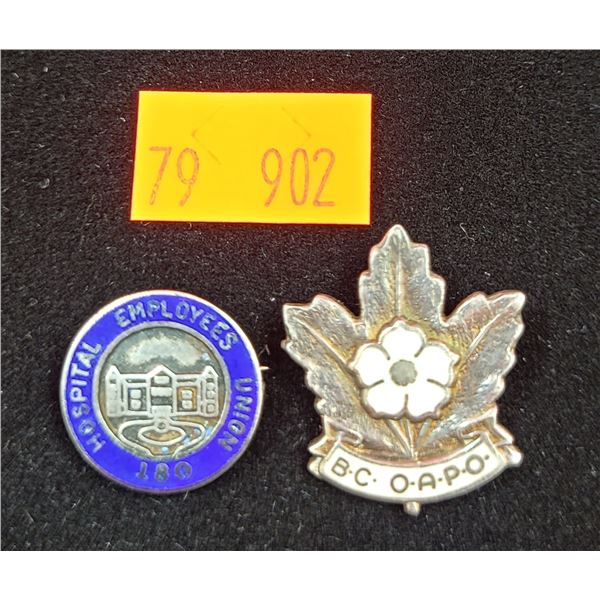 79 902
HOSPITAL EMPLOYEES UNION
180
B·C· O·A·P·O·